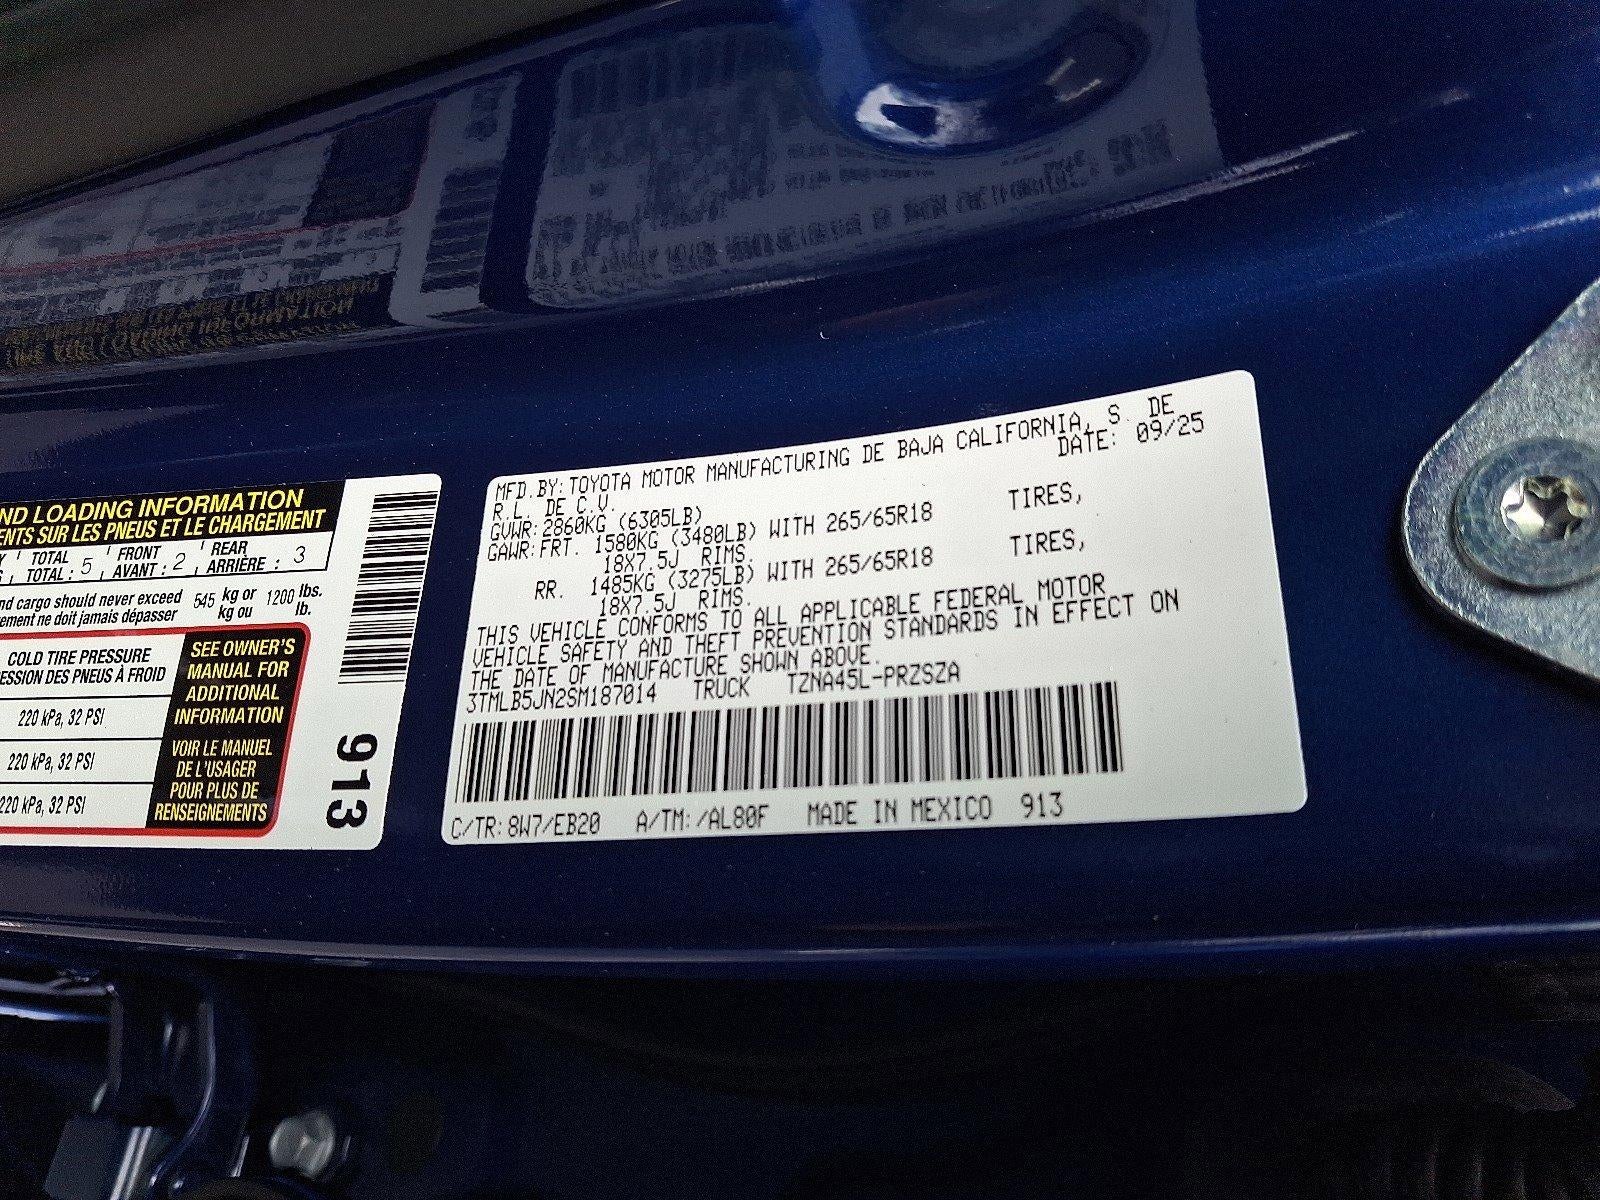 ND LOADING INFORMATION
ENTS SUR LES PNEUS ET LE CHARGEMENT
TOTAL FRONT REAR
TOTAL : 5 AVANT : 2 ARRIÈRE : 3
nd cargo should never exceed 545 kg or 1200 lbs.
rement ne doit jamais dépasser kg ou lb.
COLD TIRE PRESSURE
ESSION DES PNEUS À FROID
220 kPa, 32 PSI
220 kPa, 32 PSI
220 kPa, 32 PSI
SEE OWNER'S
MANUAL FOR
ADDITIONAL
INFORMATION
VOIR LE MANUEL
DE L'USAGER
POUR PLUS DE
RENSEIGNEMENTS
913
MFD.BY:TOYOTA MOTOR MANUFACTURING DE BAJA CALIFORNIA, S. DE
R.L. DE C.V. DATE: 09/25
GVWR:2860KG (6305LB)
GAWR:FRT. 1580KG (3480LB) WITH 265/65R18 TIRES,
18X7.5J RIMS.
RR. 1485KG (3275LB) WITH 265/65R18 TIRES,
18X7.5J RIMS.
THIS VEHICLE CONFORMS TO ALL APPLICABLE FEDERAL MOTOR
VEHICLE SAFETY AND THEFT PREVENTION STANDARDS IN EFFECT ON
THE DATE OF MANUFACTURE SHOWN ABOVE.
3TMLB5JN2SM187014 TRUCK TZNA45L-PRZSZA
C/TR:8W7/EB20 A/TM:/AL80F MADE IN MEXICO 913